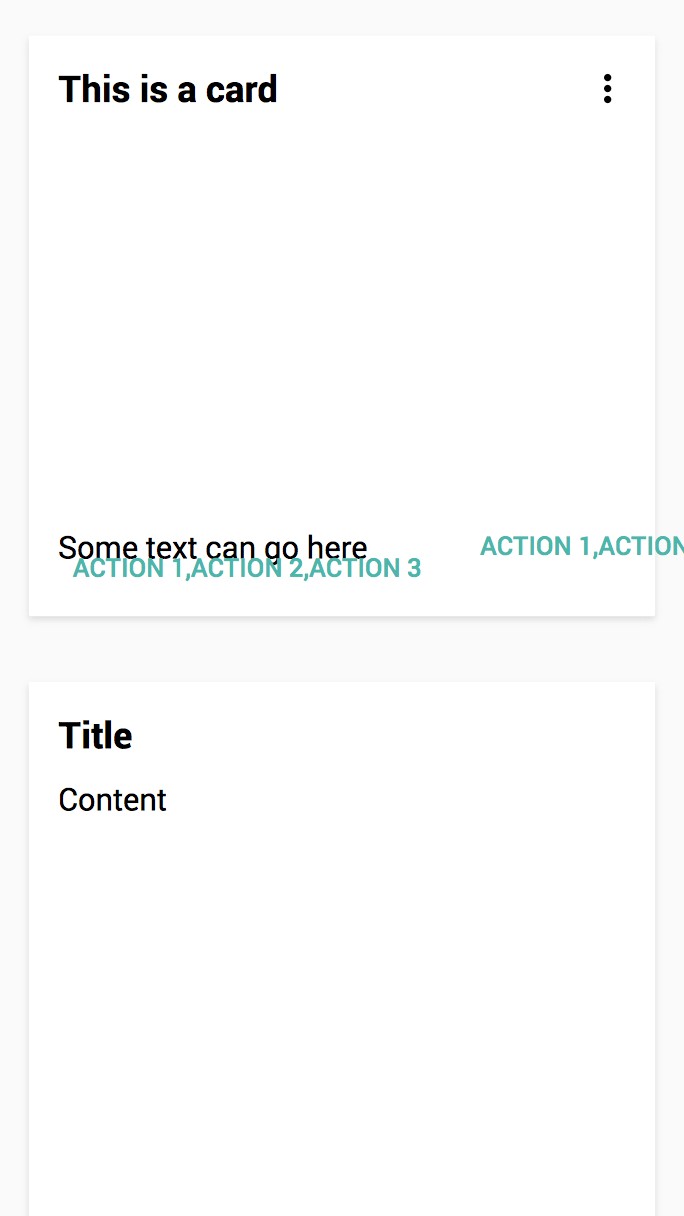 This is a card
Some text can go here
ACTION 1,ACTION
ACTION 1,ACTION 2,ACTION 3
Title
Content